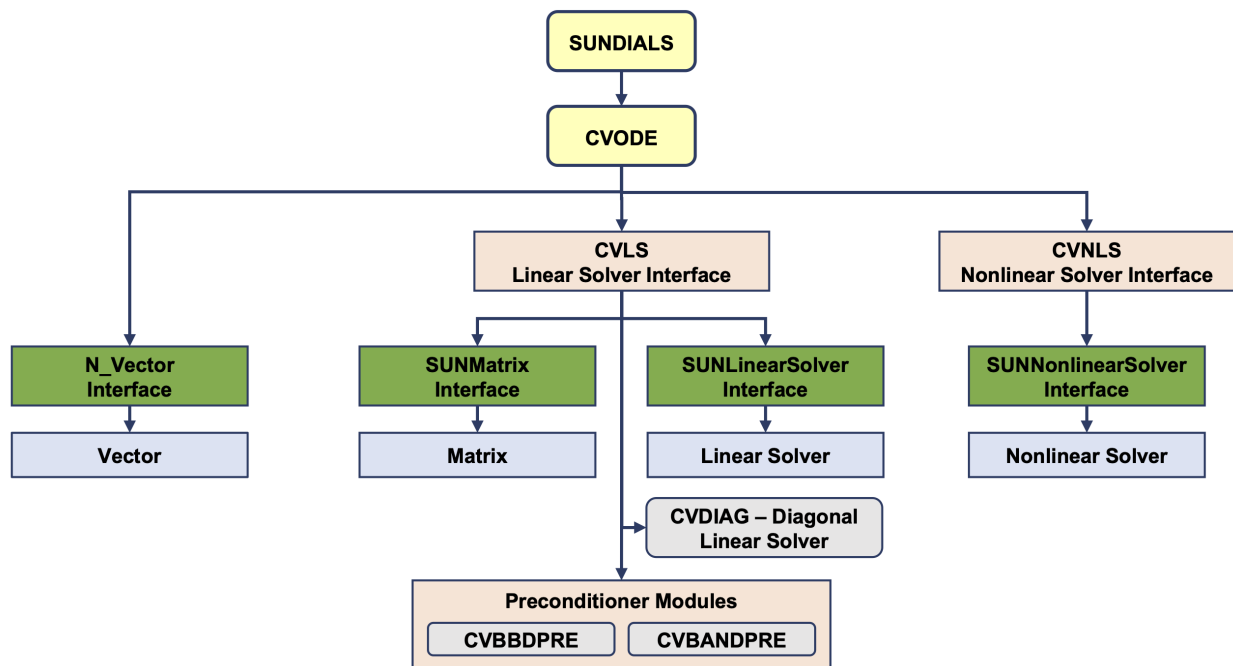 SUNDIALS
CVODE
CVLS
Linear Solver Interface
CVNLS
Nonlinear Solver Interface
N_Vector
Interface
SUNMatrix
Interface
SUNLinearSolver
Interface
SUNNonlinearSolver
Interface
Vector
Matrix
Linear Solver
Nonlinear Solver
CVDIAG – Diagonal
Linear Solver
Preconditioner Modules
CVBBDPRE
CVBANDPRE